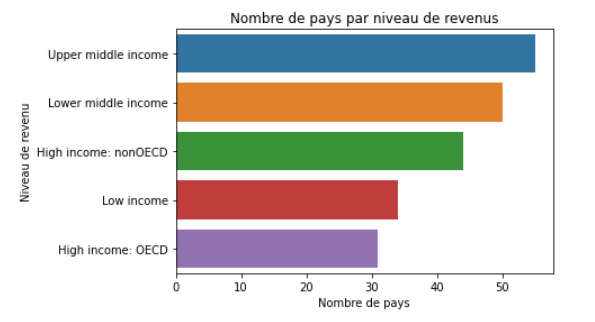 Nombre de pays par niveau de revenus
Niveau de revenu
Upper middle income
Lower middle income
High income: nonOECD
Low income
High income: OECD
0 10 20 30 40 50
Nombre de pays